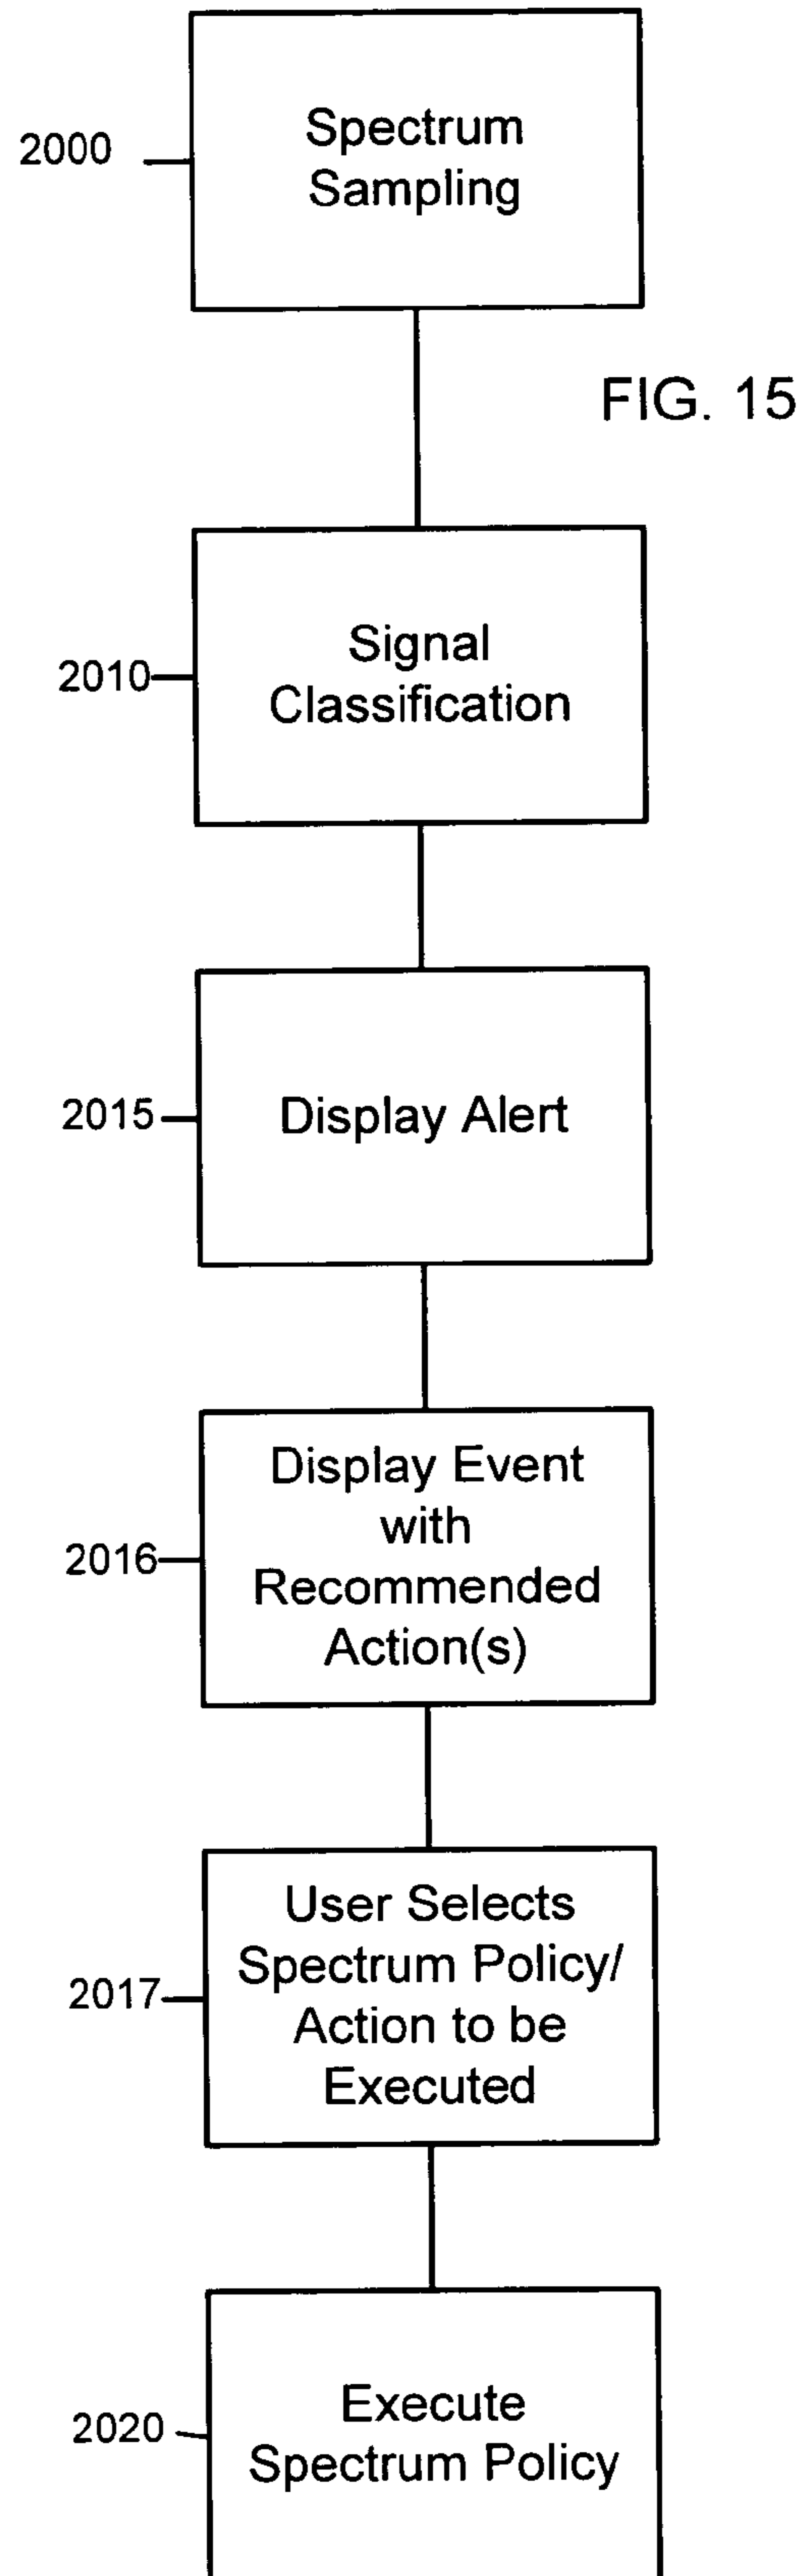 2000
Spectrum
Sampling
FIG. 15
2010
Signal
Classification
2015
Display Alert
2016
Display Event
with
Recommended
Action(s)
2017
User Selects
Spectrum Policy/
Action to be
Executed
2020
Execute
Spectrum Policy